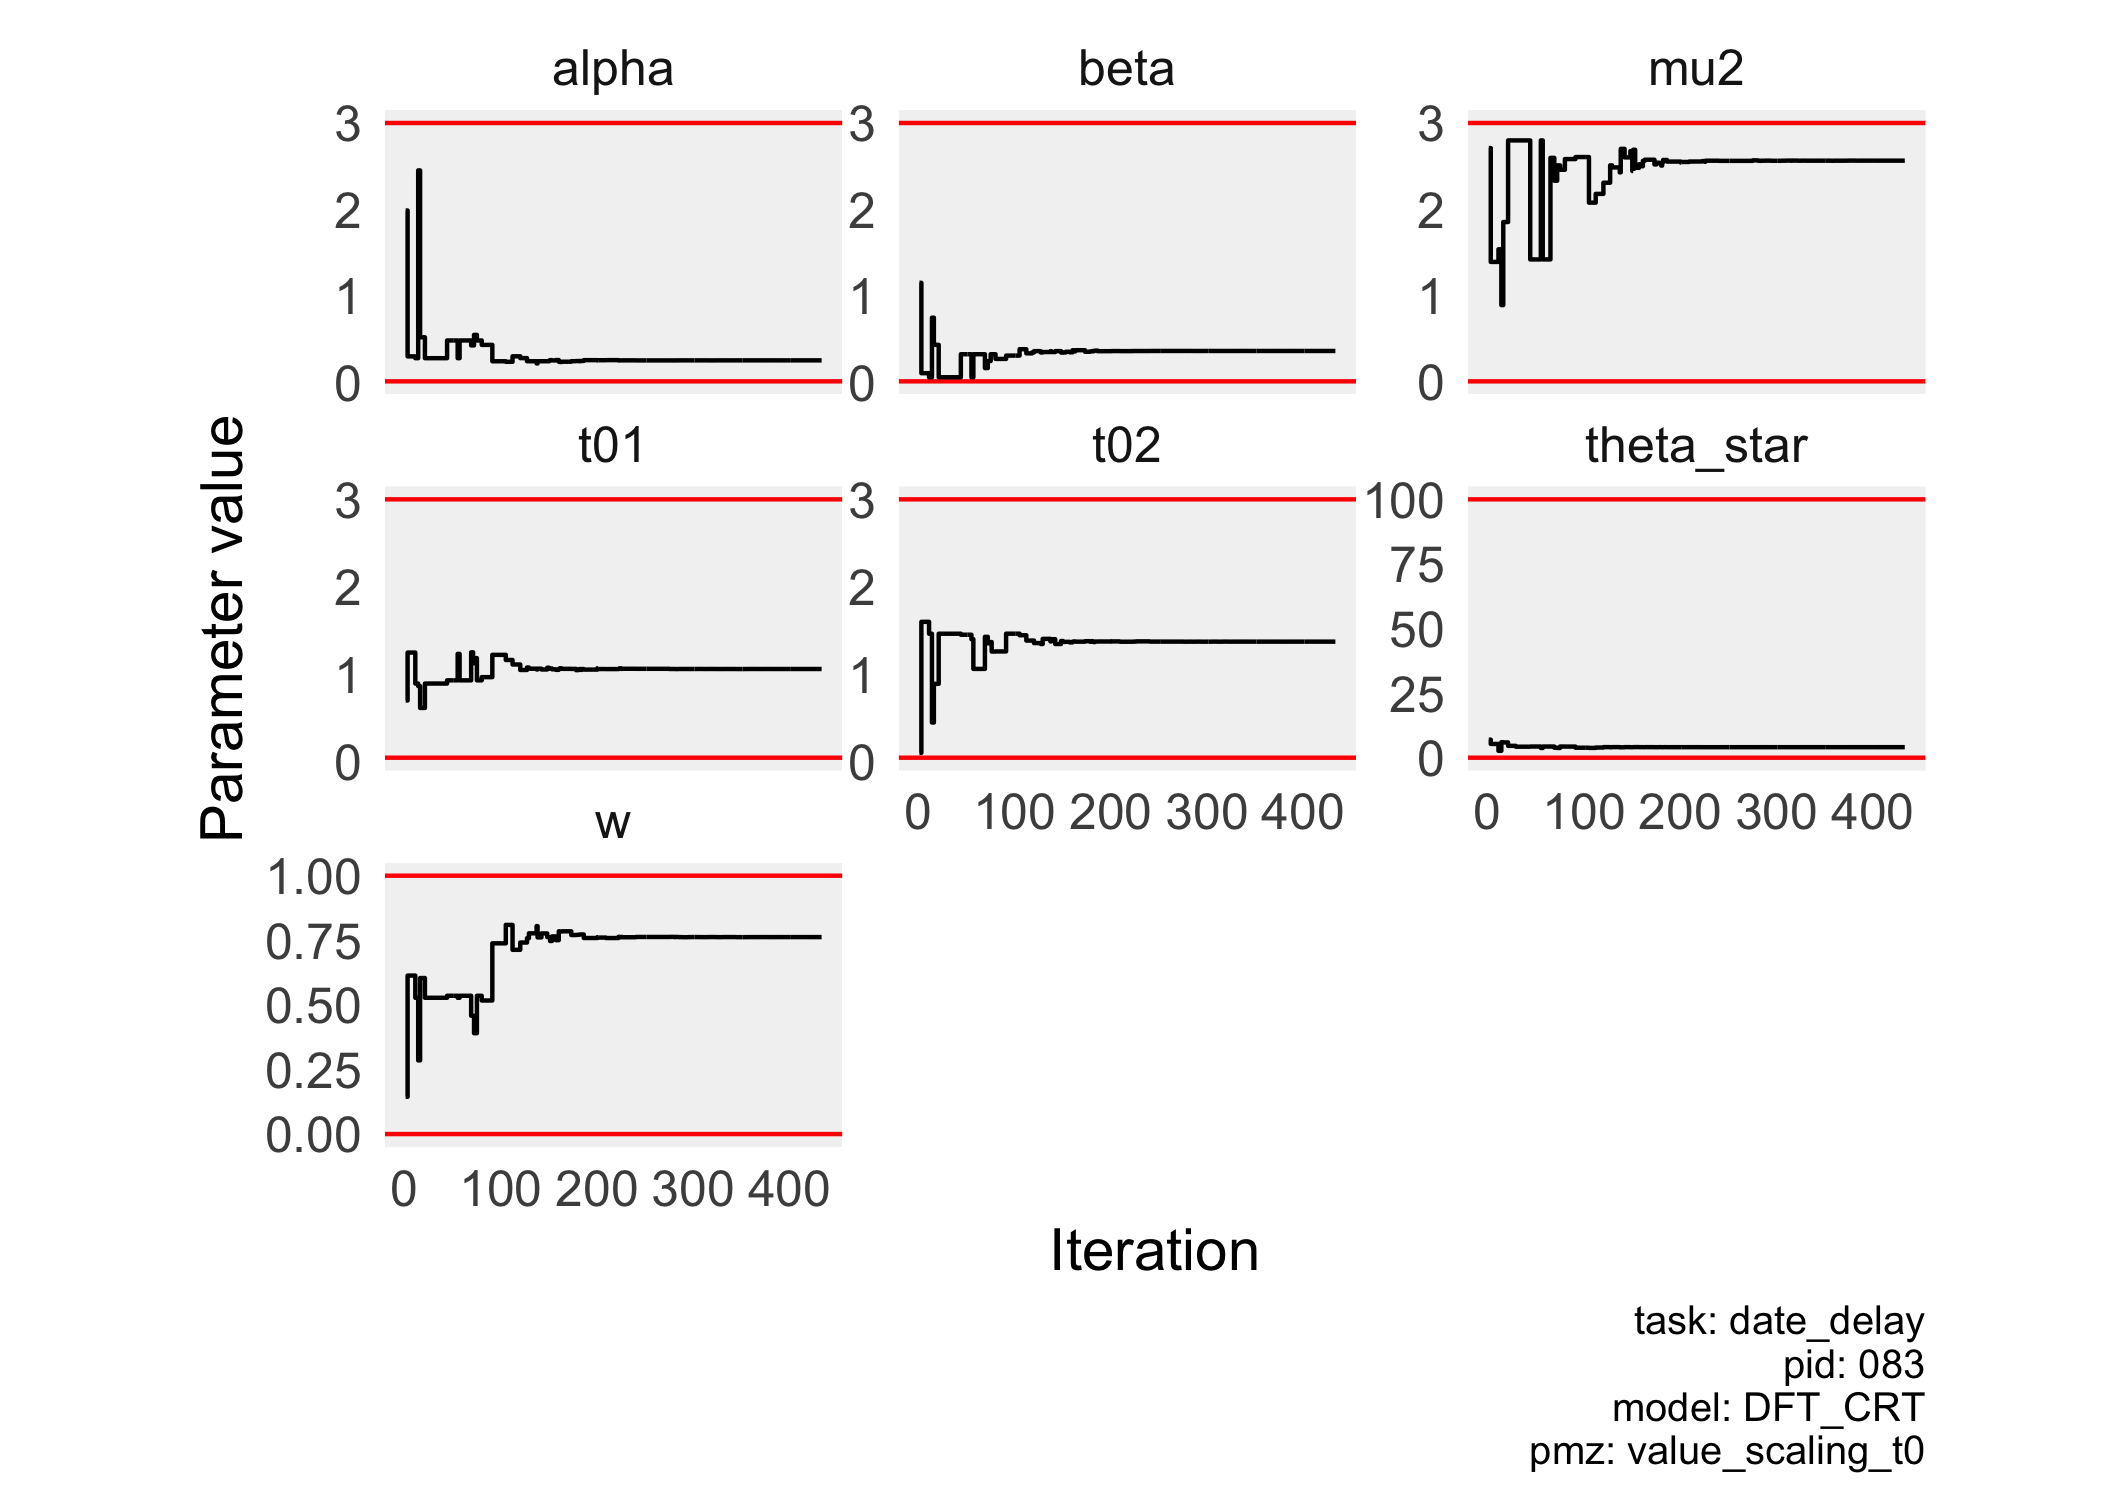 alpha
beta
mu2
3
2
1
0
3
2
1
0
3
2
1
0
t01
t02
theta_star
3
2
1
0
3
2
1
0
100
75
50
25
0
0 100 200 300 400
0 100 200 300 400
w
1.00
0.75
0.50
0.25
0.00
0 100 200 300 400
Parameter value
Iteration
task: date_delay
pid: 083
model: DFT_CRT
pmz: value_scaling_t0